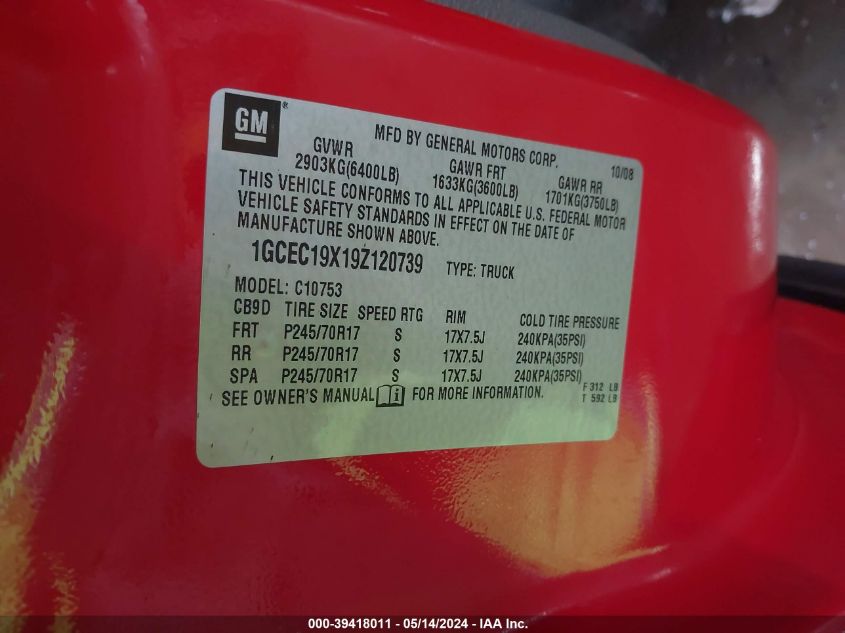 GM®
MFD BY GENERAL MOTORS CORP. 10/08
GVWR GAWR FRT GAWR RR
2903KG(6400LB) 1633KG(3600LB) 1701KG(3750LB)
THIS VEHICLE CONFORMS TO ALL APPLICABLE U.S. FEDERAL MOTOR
VEHICLE SAFETY STANDARDS IN EFFECT ON THE DATE OF
MANUFACTURE SHOWN ABOVE.
1GCEC19X19Z120739 TYPE: TRUCK
MODEL: C10753
CB9D TIRE SIZE SPEED RTG RIM COLD TIRE PRESSURE
FRT P245/70R17 S 17X7.5J 240KPA(35PSI)
RR P245/70R17 S 17X7.5J 240KPA(35PSI)
SPA P245/70R17 S 17X7.5J 240KPA(35PSI)
SEE OWNER'S MANUAL i FOR MORE INFORMATION.
F 312 LB
T 592 LB
000-39418011 - 05/14/2024 - IAA Inc.